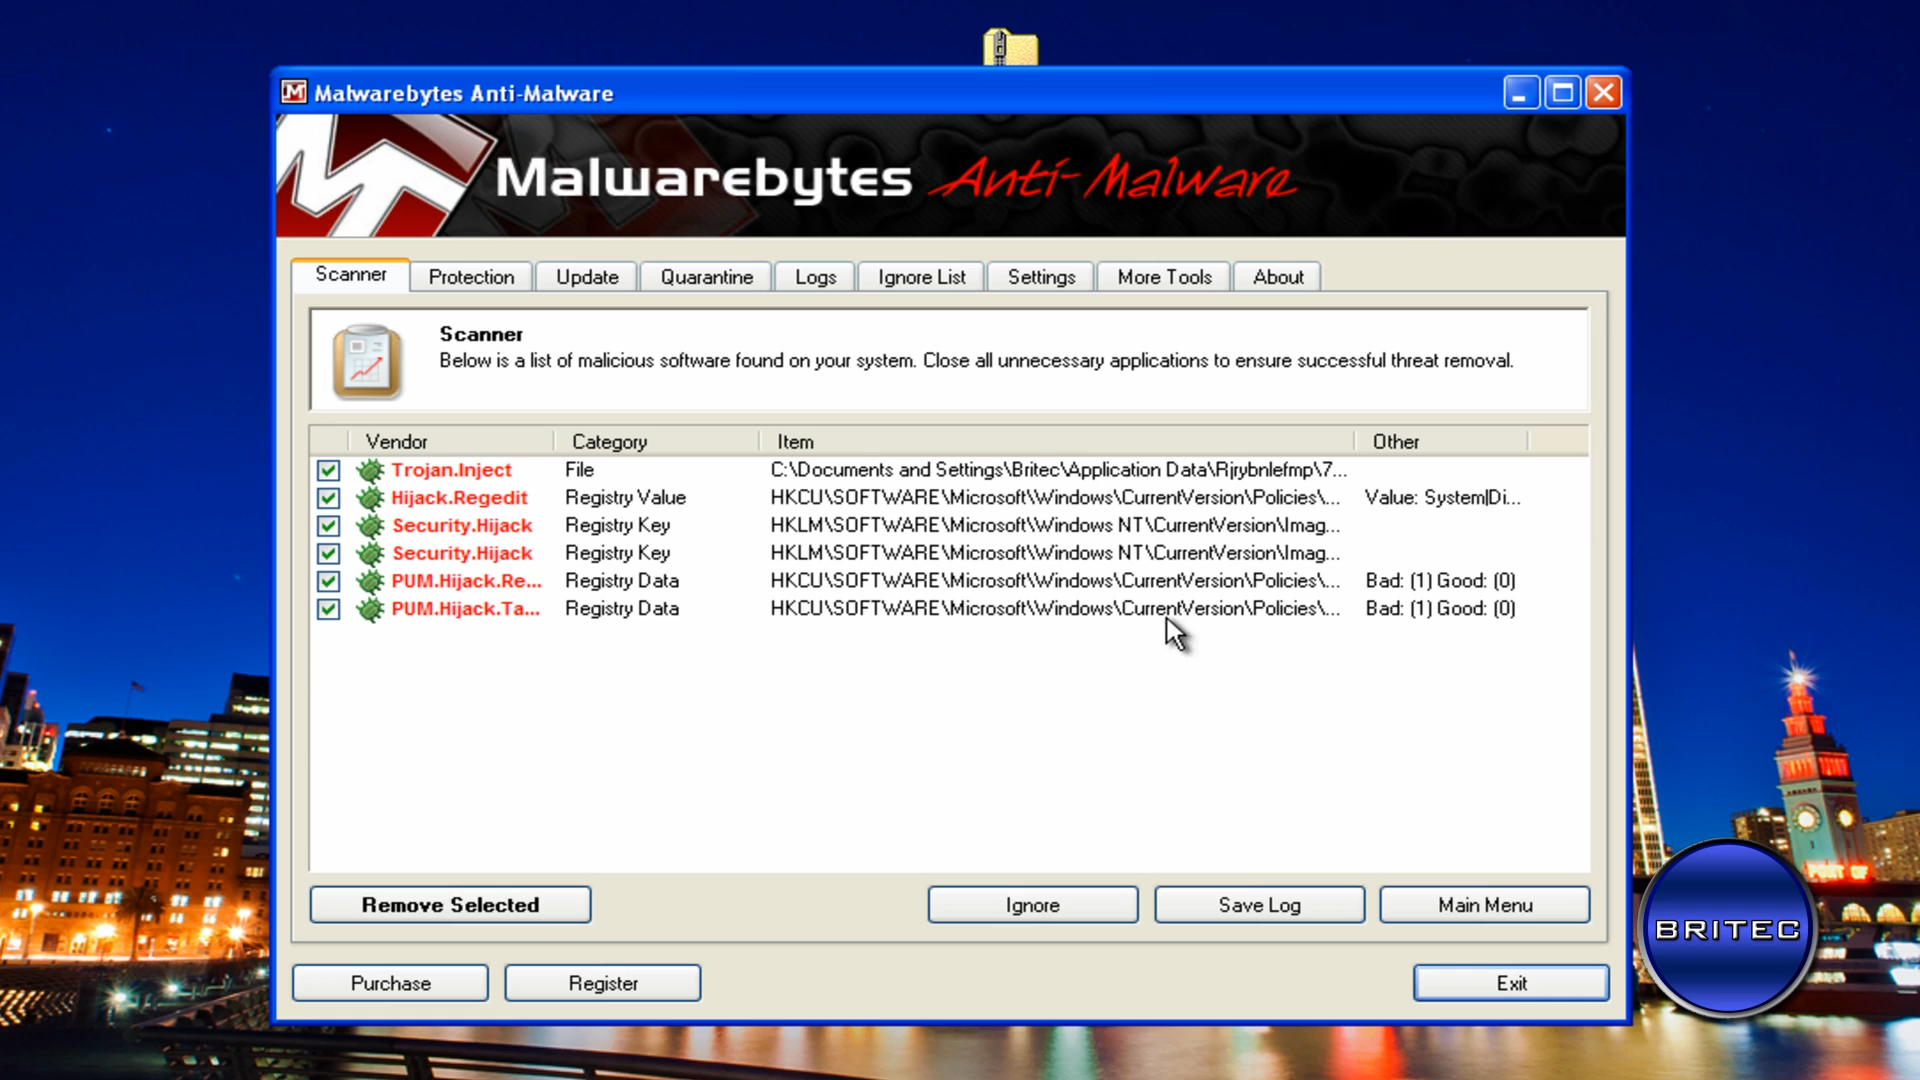 Malwarebytes Anti-Malware
Malwarebytes Anti-Malware
Scanner Protection Update Quarantine Logs Ignore List Settings More Tools About
Scanner
Below is a list of malicious software found on your system. Close all unnecessary applications to ensure successful threat removal.
Vendor Category Item Other
Trojan.Inject File C:\Documents and Settings\Britec\Application Data\Rjrybnlefmp\7...
Hijack.Regedit Registry Value HKCU\SOFTWARE\Microsoft\Windows\CurrentVersion\Policies\... Value: System|Di...
Security.Hijack Registry Key HKLM\SOFTWARE\Microsoft\Windows NT\CurrentVersion\Imag...
Security.Hijack Registry Key HKLM\SOFTWARE\Microsoft\Windows NT\CurrentVersion\Imag...
PUM.Hijack.Re... Registry Data HKCU\SOFTWARE\Microsoft\Windows\CurrentVersion\Policies\... Bad: (1) Good: (0)
PUM.Hijack.Ta... Registry Data HKCU\SOFTWARE\Microsoft\Windows\CurrentVersion\Policies\... Bad: (1) Good: (0)
Remove Selected Ignore Save Log Main Menu
Purchase Register Exit
PORT OF
BRITEC